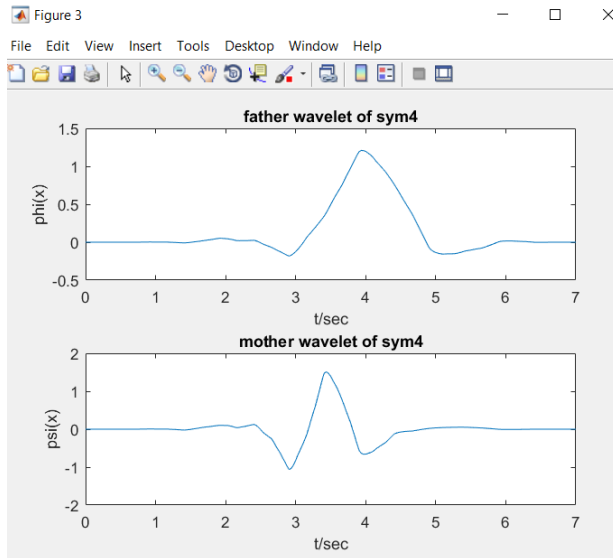 Figure 3
File Edit View Insert Tools Desktop Window Help
father wavelet of sym4
1.5
1
0.5
0
-0.5
phi(x)
0 1 2 3 4 5 6 7
t/sec
mother wavelet of sym4
2
1
0
-1
-2
psi(x)
0 1 2 3 4 5 6 7
t/sec